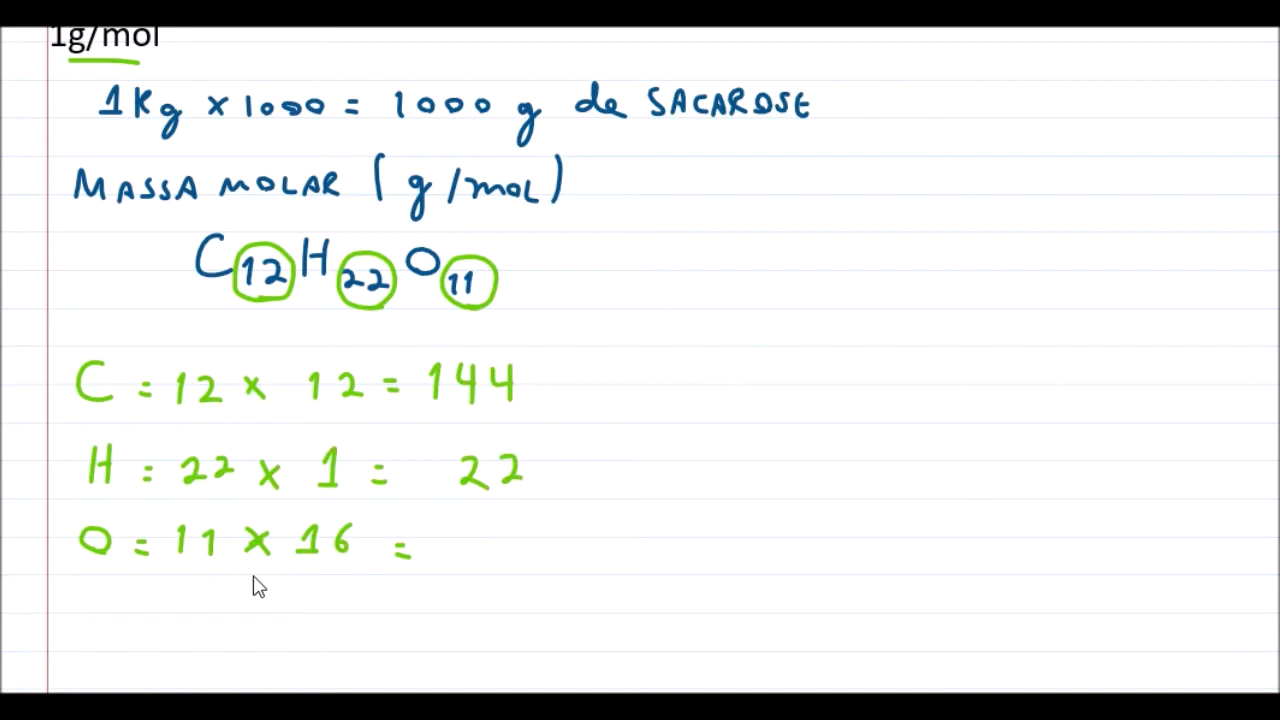 1g/mol
1Kg x 1000 = 1000 g de SACAROSE
MASSA MOLAR (g/mol)
C12H22O11
C = 12 x 12 = 144
H = 22 x 1 = 22
O = 11 x 16 =